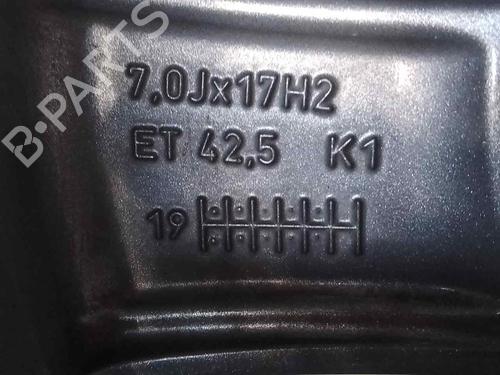 B-PARTS
7,0Jx17H2
ET 42,5 K1
19